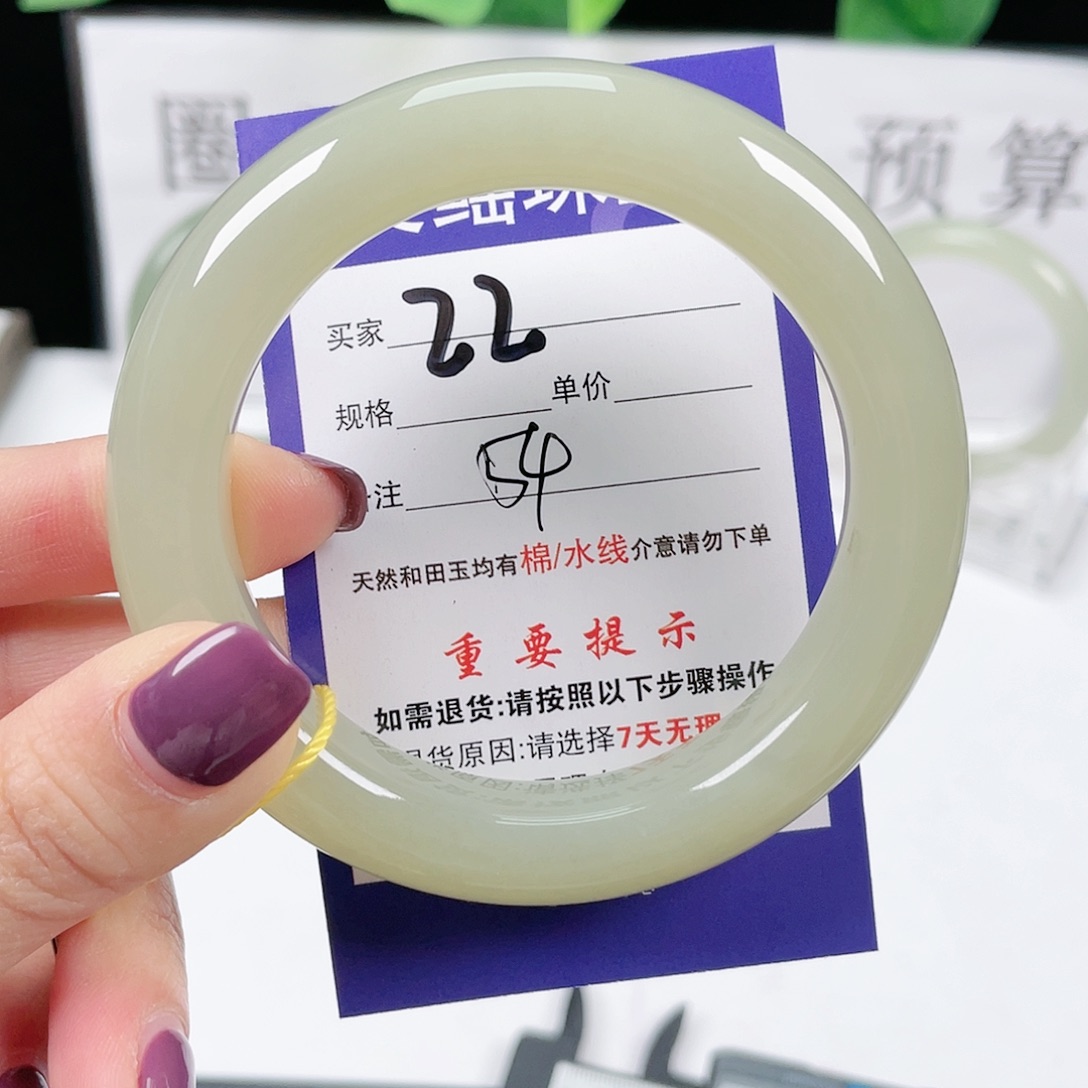 圈
预算
买家 22
规格 单价
注 54
天然和田玉均有棉/水线介意请勿下单
重要提示
如需退货:请按照以下步骤操作
货原因:请选择7天无理